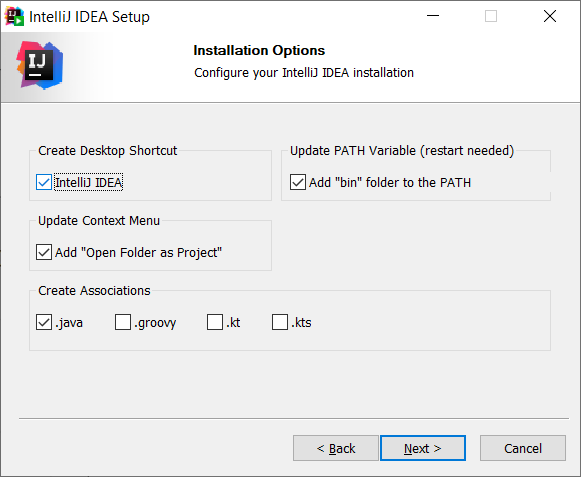 IntelliJ IDEA Setup
IJ
Installation Options
Configure your IntelliJ IDEA installation
Create Desktop Shortcut
IntelliJ IDEA
Update PATH Variable (restart needed)
Add "bin" folder to the PATH
Update Context Menu
Add "Open Folder as Project"
Create Associations
.java .groovy .kt .kts
< Back Next > Cancel